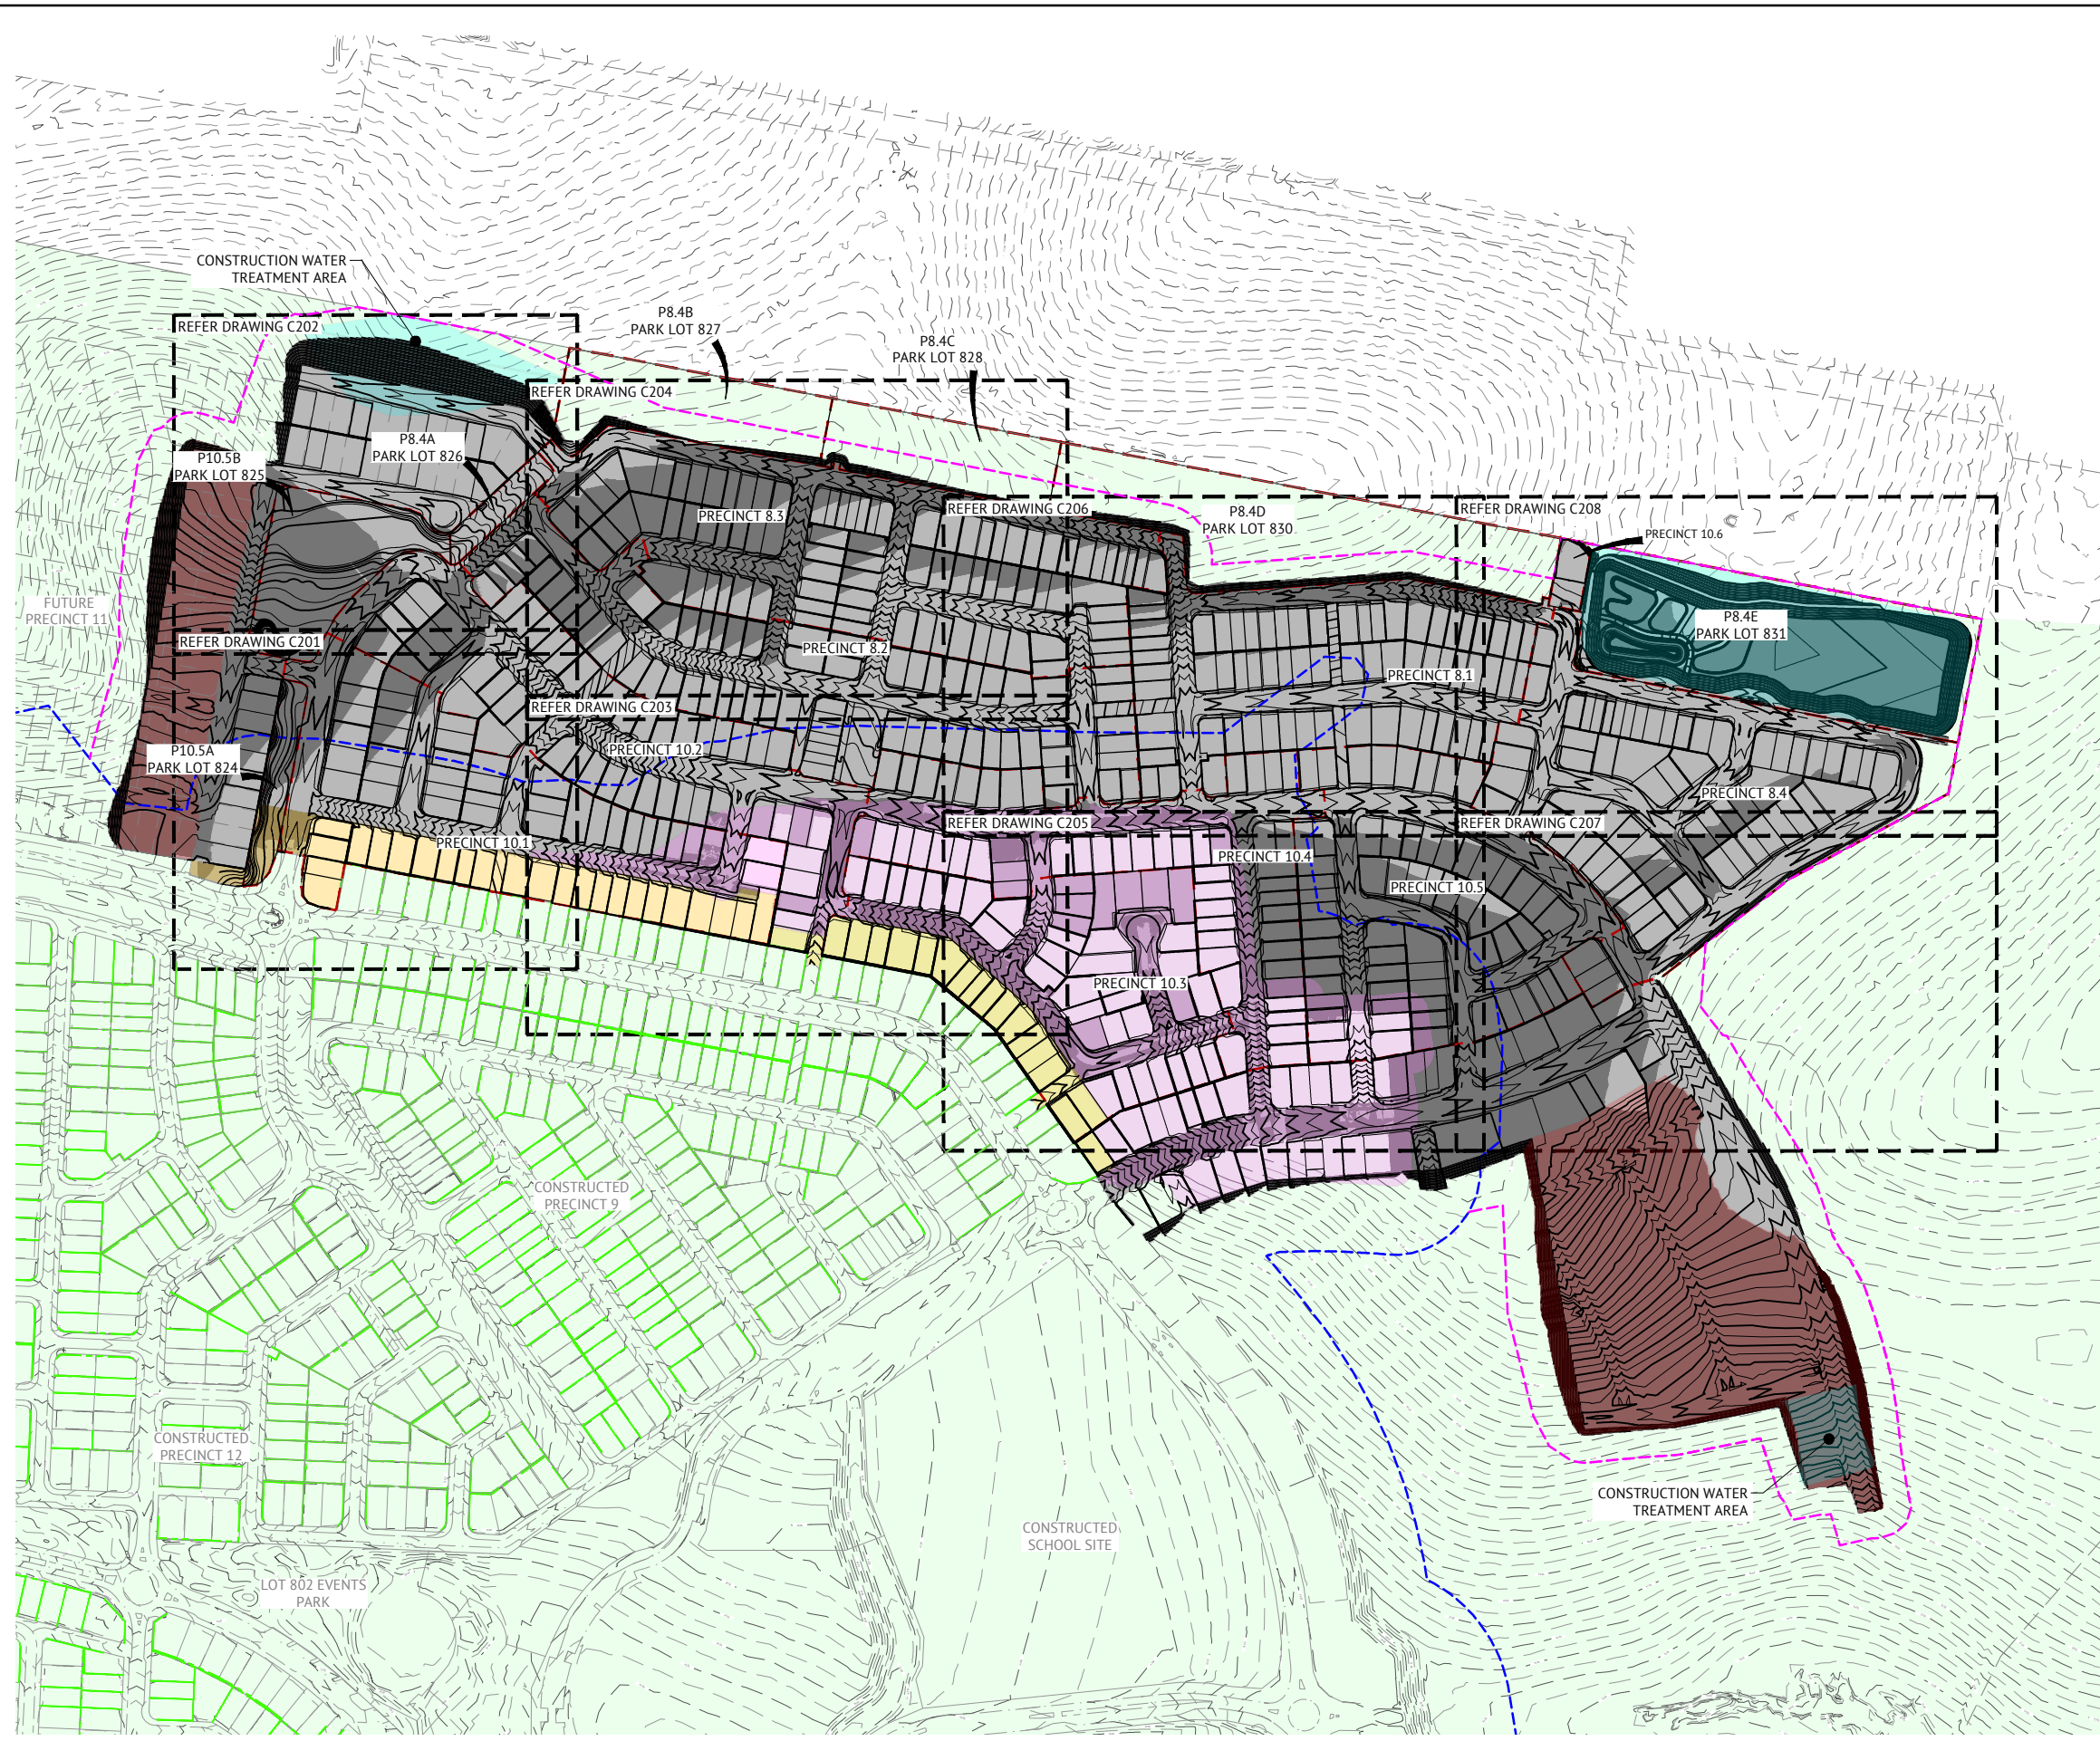 CONSTRUCTION WATER
TREATMENT AREA
REFER DRAWING C202
P8.4B
PARK LOT 827
P8.4C
PARK LOT 828
REFER DRAWING C204
P8.4A
PARK LOT 826
P10.5B
PARK LOT 825
PRECINCT 8.3
REFER DRAWING C206
P8.4D
PARK LOT 830
REFER DRAWING C208
PRECINCT 10.6
FUTURE
PRECINCT 11
P8.4E
PARK LOT 831
REFER DRAWING C201
PRECINCT 8.2
PRECINCT 8.1
REFER DRAWING C203
PRECINCT 10.2
P10.5A
PARK LOT 824
PRECINCT 8.4
REFER DRAWING C205
REFER DRAWING C207
PRECINCT 10.1
PRECINCT 10.4
PRECINCT 10.5
PRECINCT 10.3
CONSTRUCTED
PRECINCT 9
CONSTRUCTED
PRECINCT 12
CONSTRUCTION WATER
TREATMENT AREA
CONSTRUCTED
SCHOOL SITE
LOT 802 EVENTS
PARK